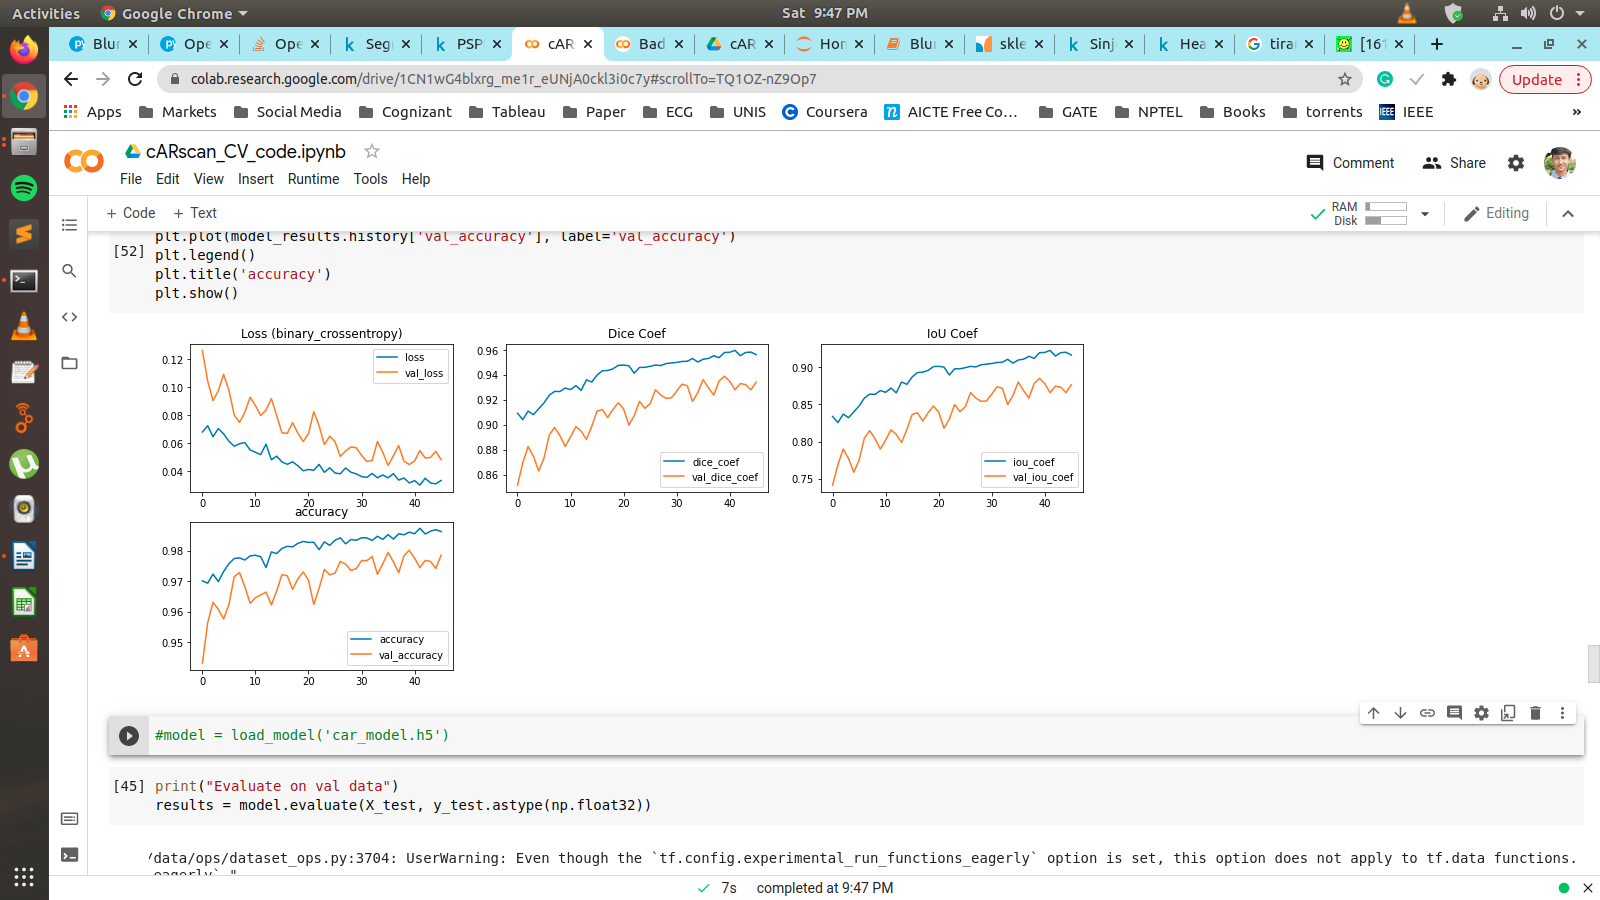 Activities Google Chrome Sat 9:47 PM
Blur Ope Ope Seg PSP cAR Bad cAR Hor Blur skle Sinj Hea tirar [161
colab.research.google.com/drive/1CN1wG4blxrg_me1r_eUNjA0ckl3i0c7y#scrollTo=TQ1OZ-nZ9Op7 Update
Apps Markets Social Media Cognizant Tableau Paper ECG UNIS Coursera AICTE Free Co... GATE NPTEL Books torrents IEEE »
cARscan_CV_code.ipynb
Comment Share
File Edit View Insert Runtime Tools Help
+ Code + Text
RAM
Disk
Editing
plt.plot(model_results.history['val_accuracy'], label='val_accuracy')
[52] plt.legend()
plt.title('accuracy')
plt.show()
Loss (binary_crossentropy)
0.12
0.10
0.08
0.06
0.04
loss
val_loss
0 10 20 30 40
Dice Coef
0.96
0.94
0.92
0.90
0.88
0.86
dice_coef
val_dice_coef
0 10 20 30 40
IoU Coef
0.90
0.85
0.80
0.75
iou_coef
val_iou_coef
0 10 20 30 40
accuracy
0.98
0.97
0.96
0.95
accuracy
val_accuracy
0 10 20 30 40
#model = load_model('car_model.h5')
[45] print("Evaluate on val data")
results = model.evaluate(X_test, y_test.astype(np.float32))
/data/ops/dataset_ops.py:3704: UserWarning: Even though the `tf.config.experimental_run_functions_eagerly` option is set, this option does not apply to tf.data functions.
eagerly` "
7s completed at 9:47 PM